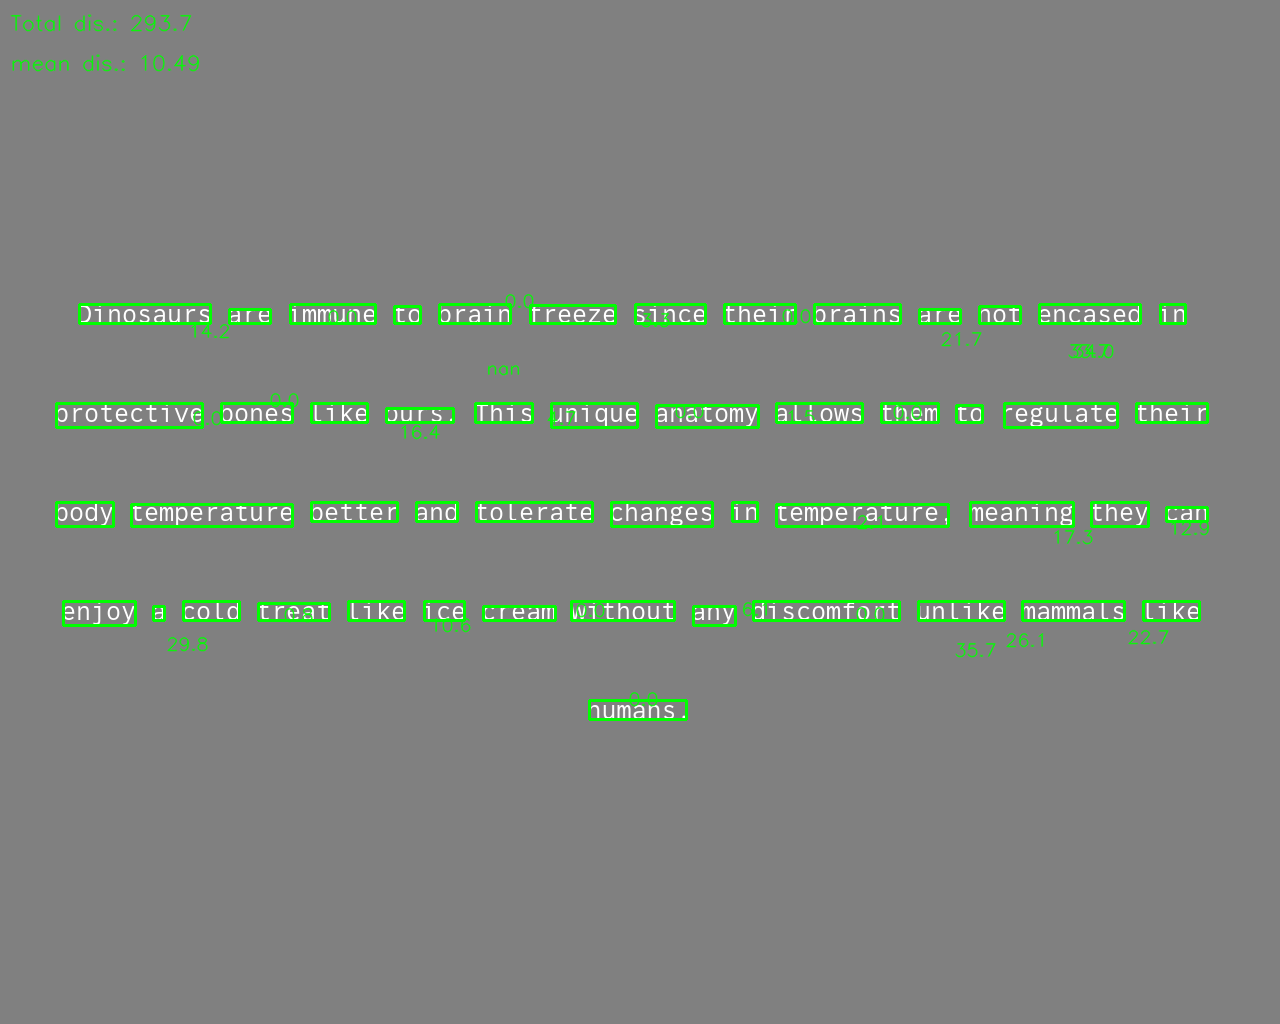 Total dis.: 293.7
mean dis.: 10.49
Dinosaurs are immune to brain freeze since their brains are not encased in
0.0
14.2
21.7
nan
protective bones like ours. This unique anatomy allows them to regulate their
0.0
16.4
body temperature better and tolerate changes in temperature, meaning they can
17.3
12.9
enjoy a cold treat like ice cream without any discomfort unlike mammals like
10.6
29.8
35.7
26.1
22.7
humans.
0.0